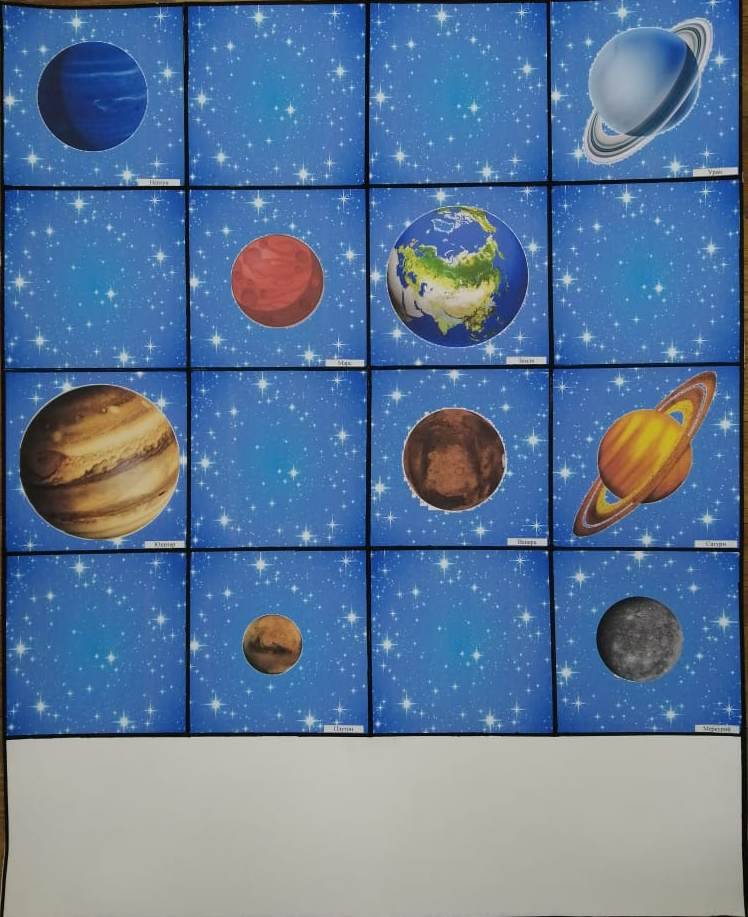 Нептун
Уран
Марс
Земля
Юпитер
Венера
Сатурн
Плутон
Меркурий